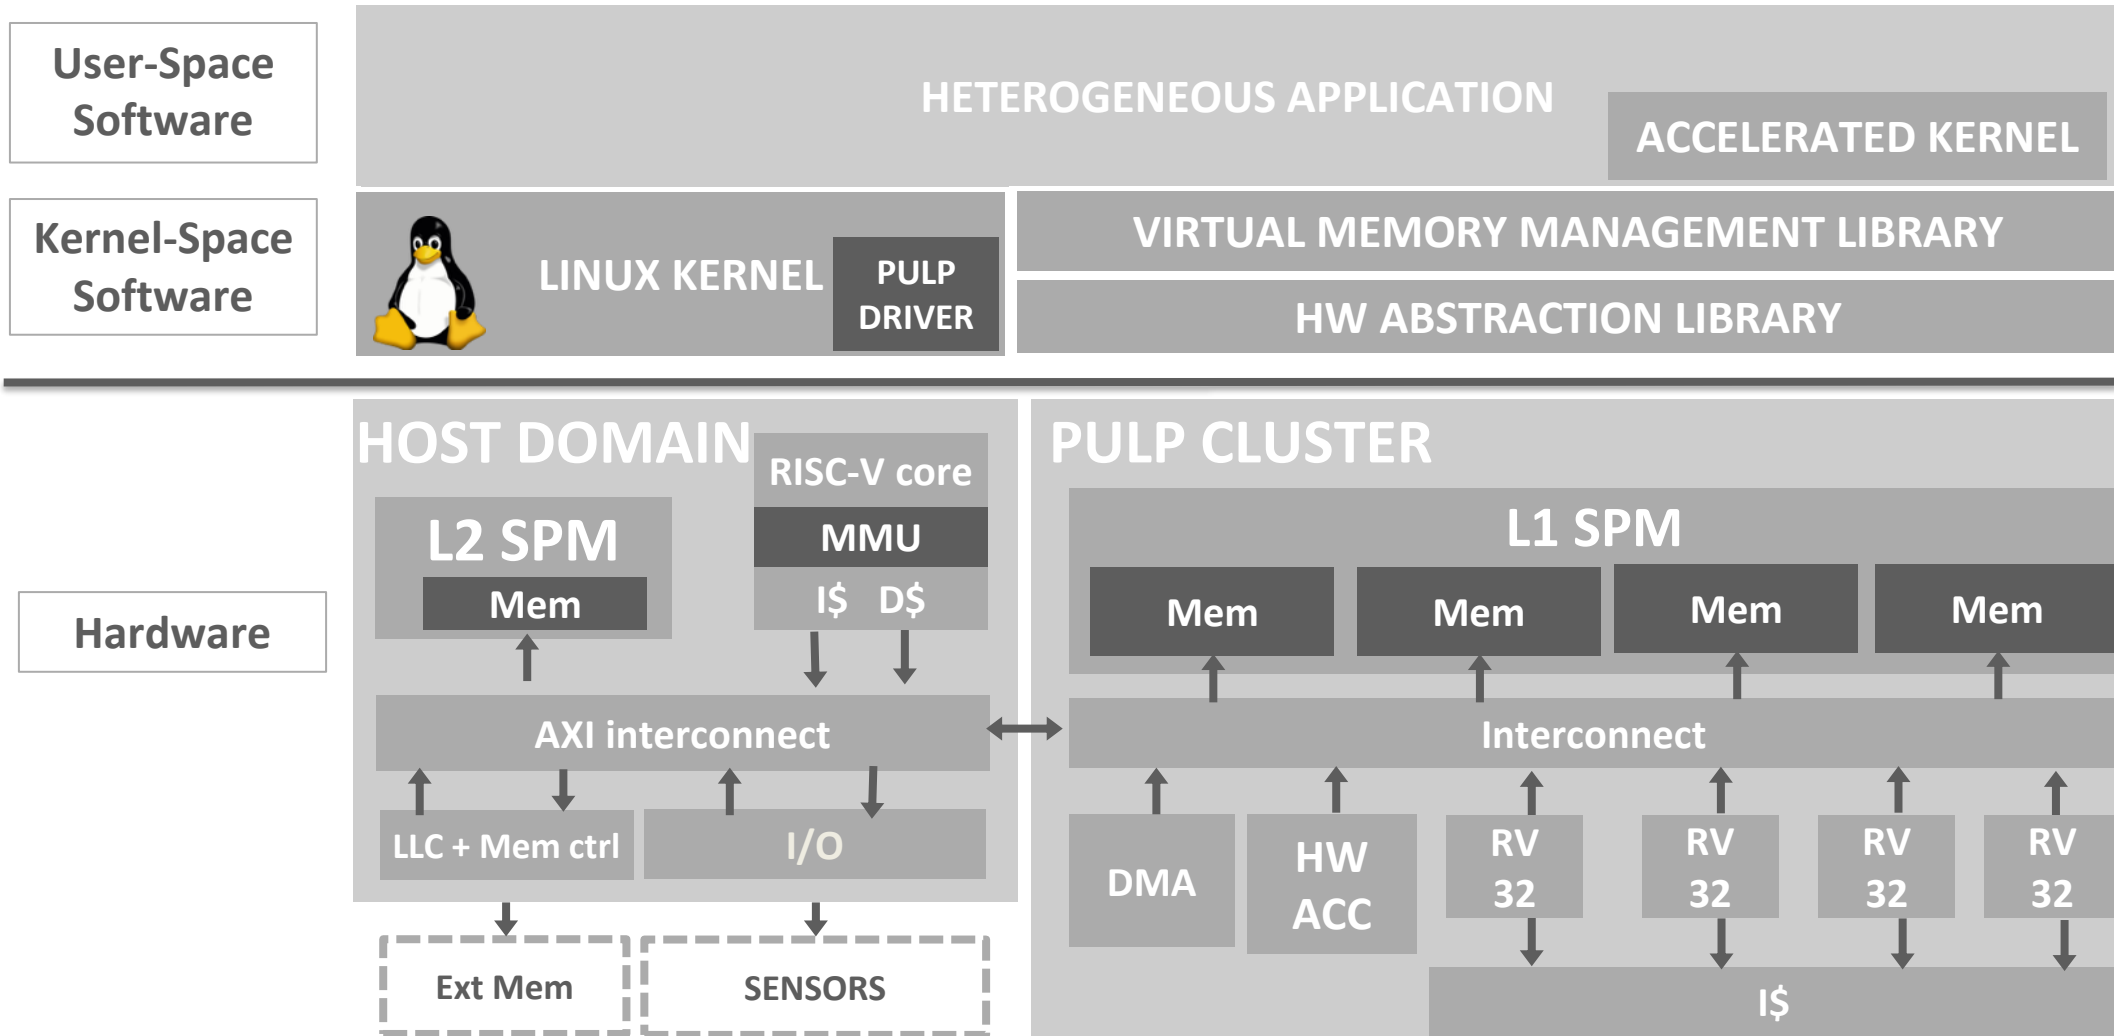 User-Space
Software
HETEROGENEOUS APPLICATION
ACCELERATED KERNEL
Kernel-Space
Software
LINUX KERNEL
PULP
DRIVER
VIRTUAL MEMORY MANAGEMENT LIBRARY
HW ABSTRACTION LIBRARY
Hardware
HOST DOMAIN
RISC-V core
MMU
I$ D$
L2 SPM
Mem
AXI interconnect
LLC + Mem ctrl
I/O
Ext Mem
SENSORS
PULP CLUSTER
L1 SPM
Mem
Mem
Mem
Mem
Interconnect
DMA
HW
ACC
RV
32
RV
32
RV
32
RV
32
I$